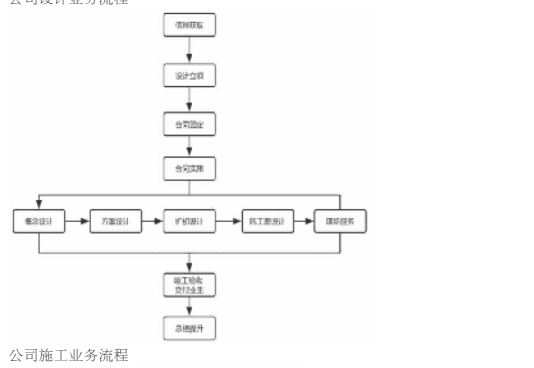 公司设计业务流程
信息获取
设计立项
合同签定
合同实施
概念设计
方案设计
扩初设计
施工图设计
现场服务
竣工验收
交付业主
总结提升
公司施工业务流程